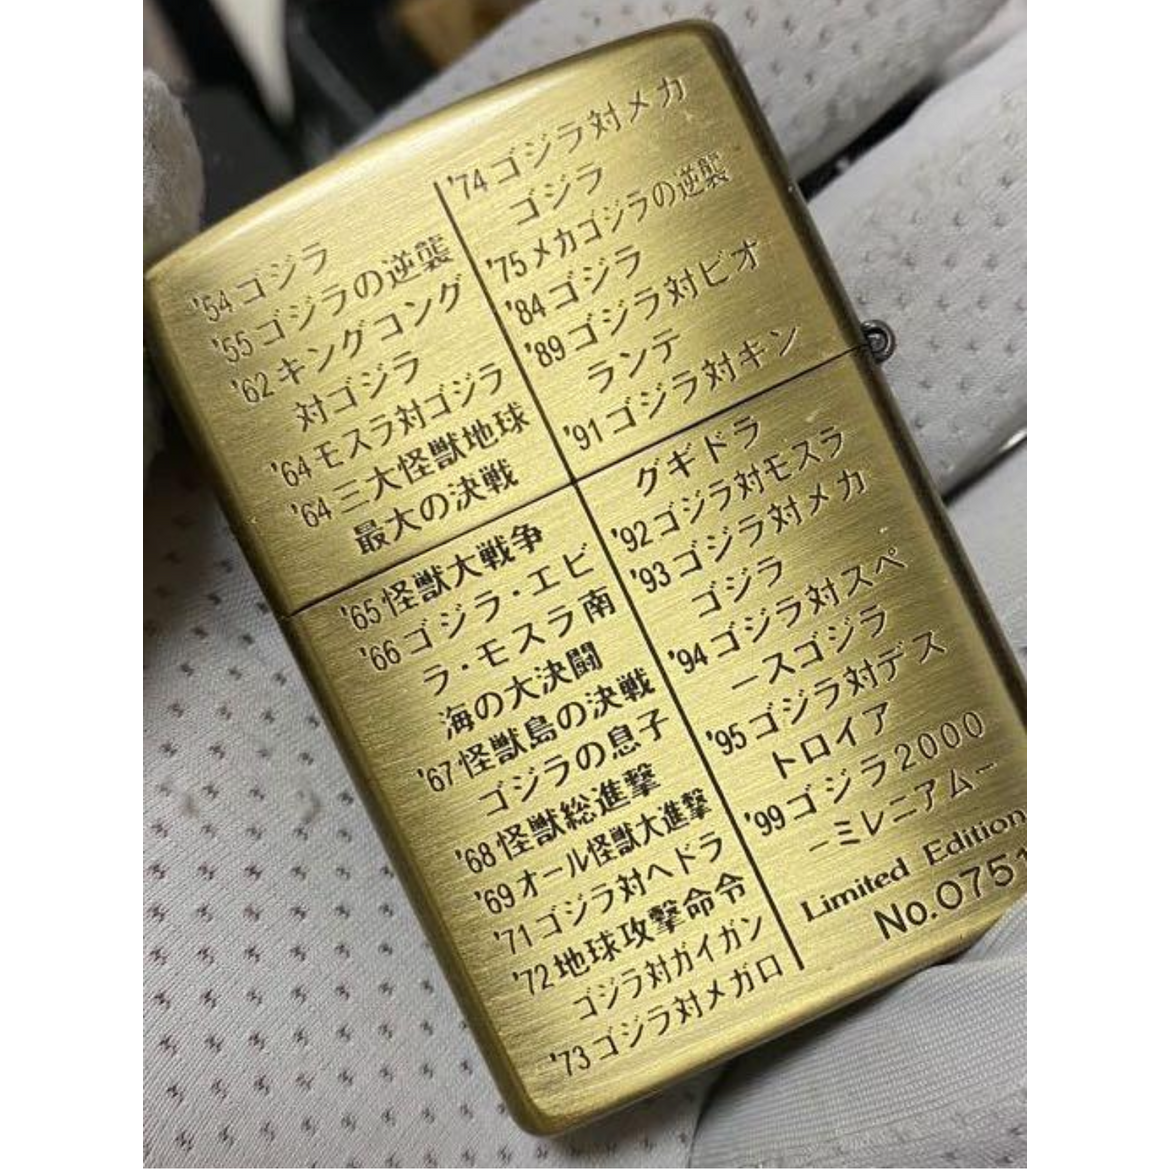 '54ゴジラ
'55ゴジラの逆襲
'62キングコング
対ゴジラ
'64モスラ対ゴジラ
'64三大怪獣地球
最大の決戦
'65怪獣大戦争
'66ゴジラ・エビ
ラ・モスラ南
海の大決闘
'67怪獣島の決戦
ゴジラの息子
'68怪獣総進撃
'69オール怪獣大進撃
'71ゴジラ対ヘドラ
'72地球攻撃命令
ゴジラ対ガイガン
'73ゴジラ対メガロ
'74ゴジラ対メカ
ゴジラ
'75メカゴジラの逆襲
'84ゴジラ
'89ゴジラ対ビオ
ランテ
'91ゴジラ対キン
グギドラ
'92ゴジラ対モスラ
'93ゴジラ対メカ
ゴジラ
'94ゴジラ対スペ
ースゴジラ
'95ゴジラ対デス
トロイア
'99ゴジラ2000
−ミレニアム−
Limited Edition
No.0751